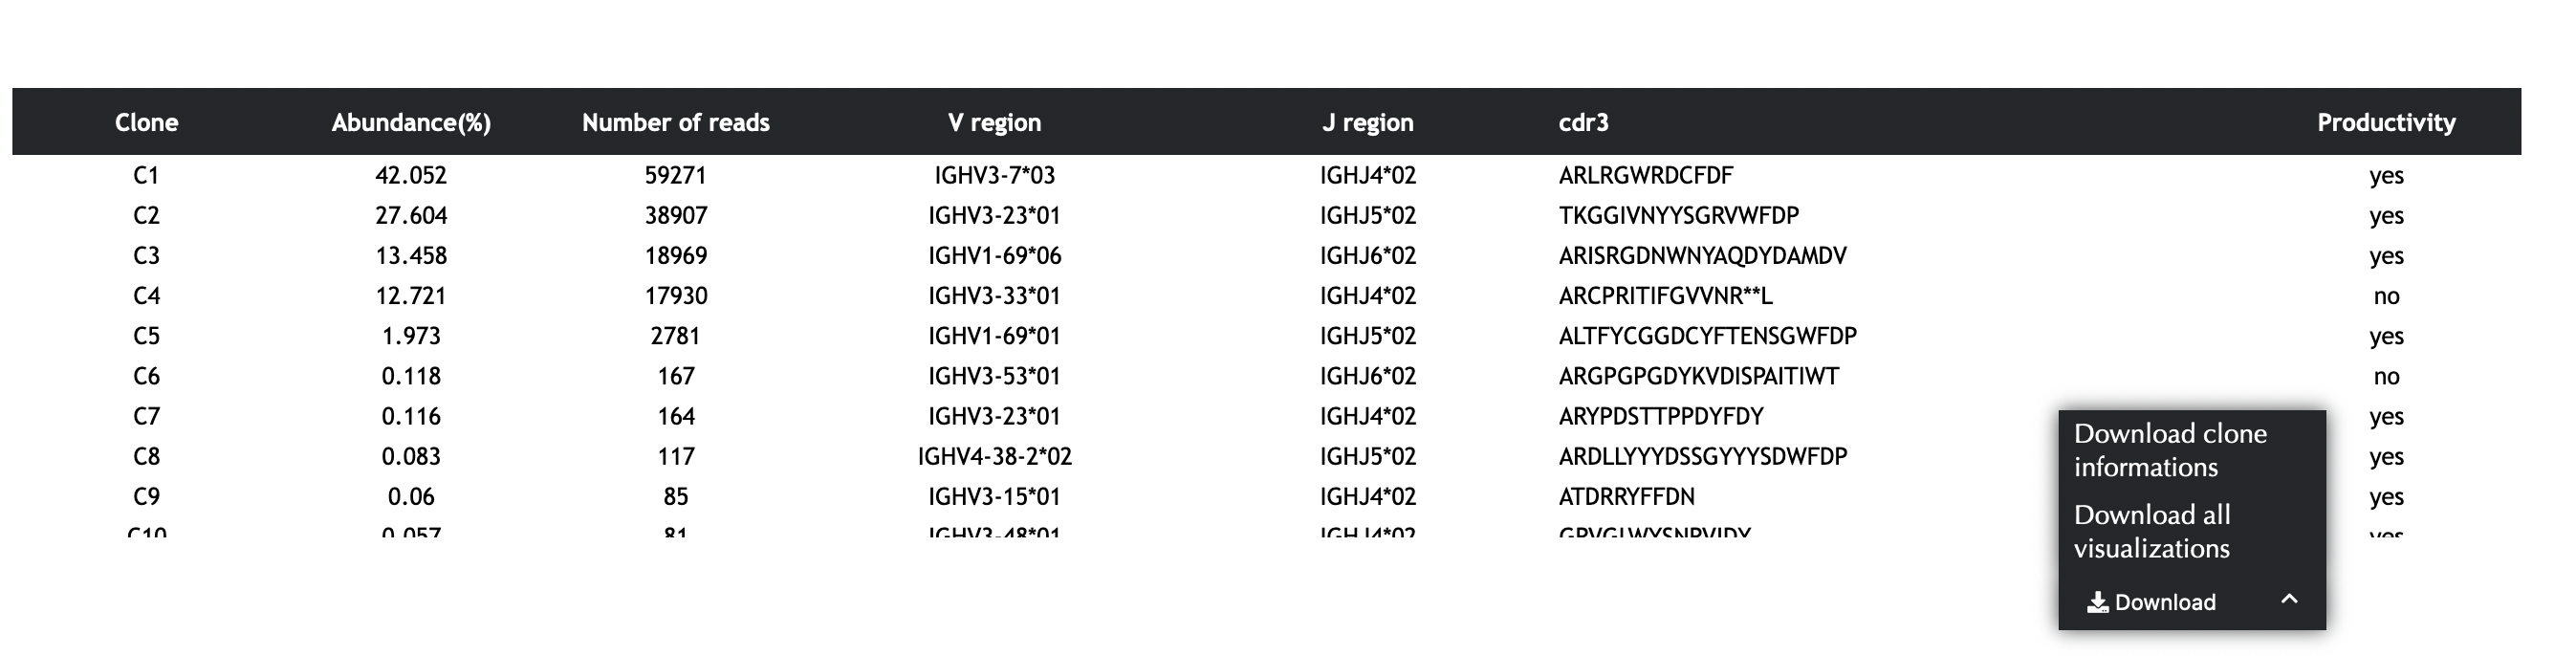 Clone Abundance(%) Number of reads V region J region cdr3 Productivity
C1 42.052 59271 IGHV3-7*03 IGHJ4*02 ARLRGWRDCFDF yes
C2 27.604 38907 IGHV3-23*01 IGHJ5*02 TKGGIVNYYSGRVWFDP yes
C3 13.458 18969 IGHV1-69*06 IGHJ6*02 ARISRGDNWNYAQDYDAMDV yes
C4 12.721 17930 IGHV3-33*01 IGHJ4*02 ARCPRITIFGVVNR**L no
C5 1.973 2781 IGHV1-69*01 IGHJ5*02 ALTFYCGGDCYFTENSGWFDP yes
C6 0.118 167 IGHV3-53*01 IGHJ6*02 ARGPGPGDYKVDISPAITIWT no
C7 0.116 164 IGHV3-23*01 IGHJ4*02 ARYPDSTTPPDYFDY yes
C8 0.083 117 IGHV4-38-2*02 IGHJ5*02 ARDLLYYYDSSGYYYSDWFDP yes
C9 0.06 85 IGHV3-15*01 IGHJ4*02 ATDRRYFFDN yes
C10 0.057 81 IGHV3-48*01 IGHJ4*02 yes
Download clone
informations
Download all
visualizations
Download